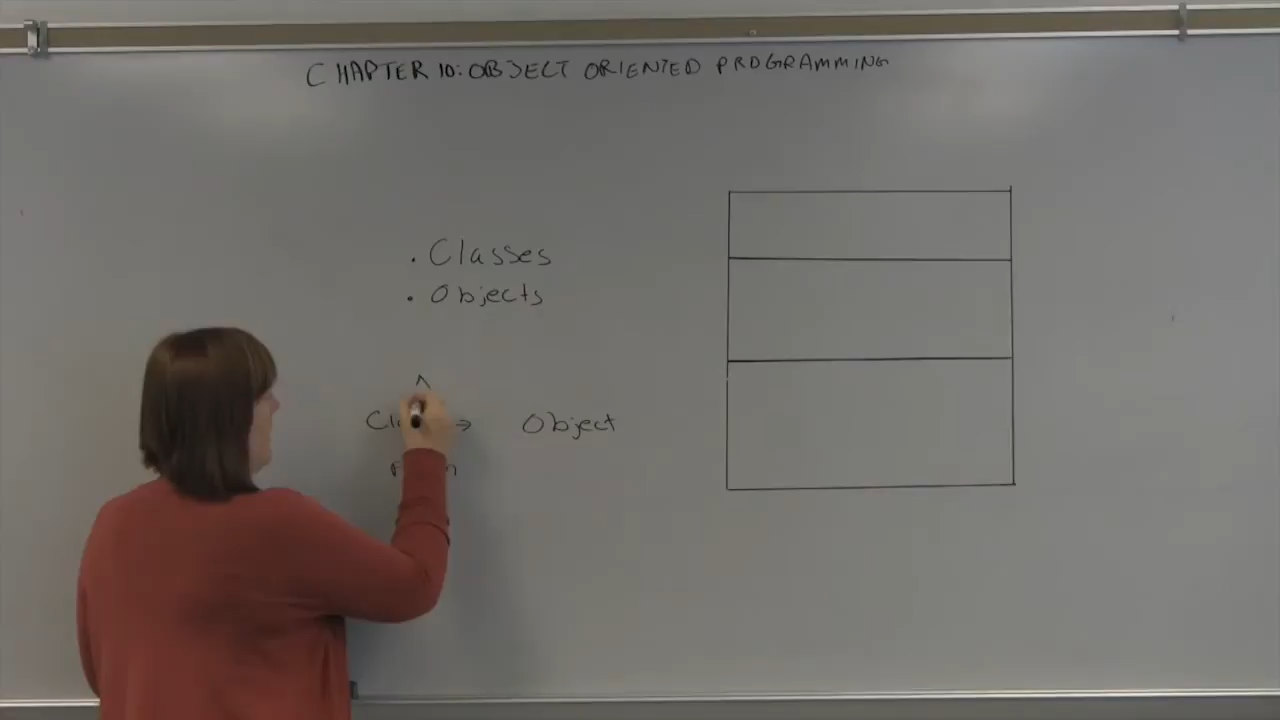 CHAPTER 10: OBJECT ORIENTED PROGRAMMING
. Classes
. Objects
→ Object